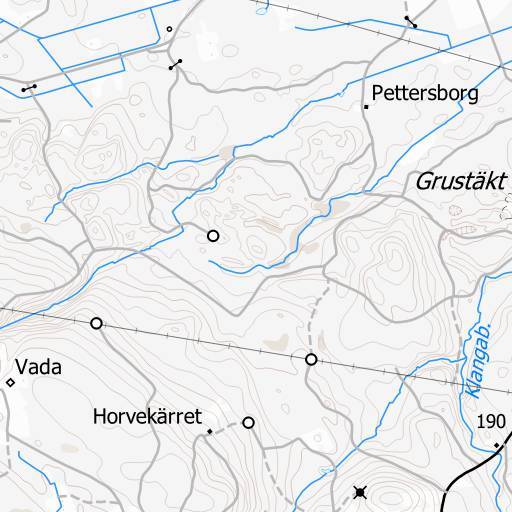 Pettersborg
Grustäkt
Klangab.
Vada
Horvekärret
190